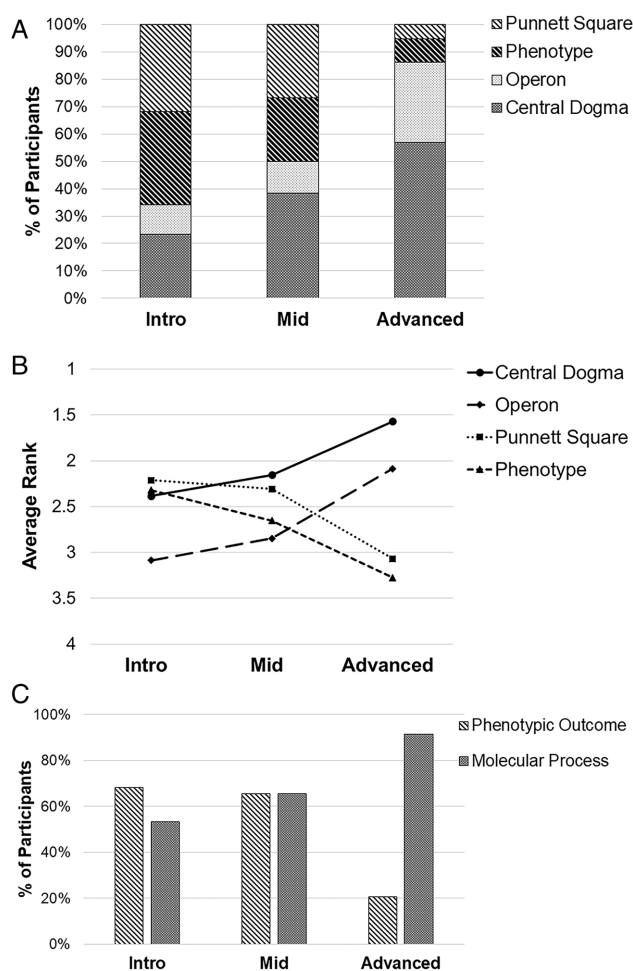 A
100%
90%
80%
70%
60%
50%
40%
30%
20%
10%
0%
% of Participants
Intro Mid Advanced
Punnett Square
Phenotype
Operon
Central Dogma
B
1
1.5
2
2.5
3
3.5
4
Average Rank
Intro Mid Advanced
Central Dogma
Operon
Punnett Square
Phenotype
C
100%
80%
60%
40%
20%
0%
% of Participants
Intro Mid Advanced
Phenotypic Outcome
Molecular Process